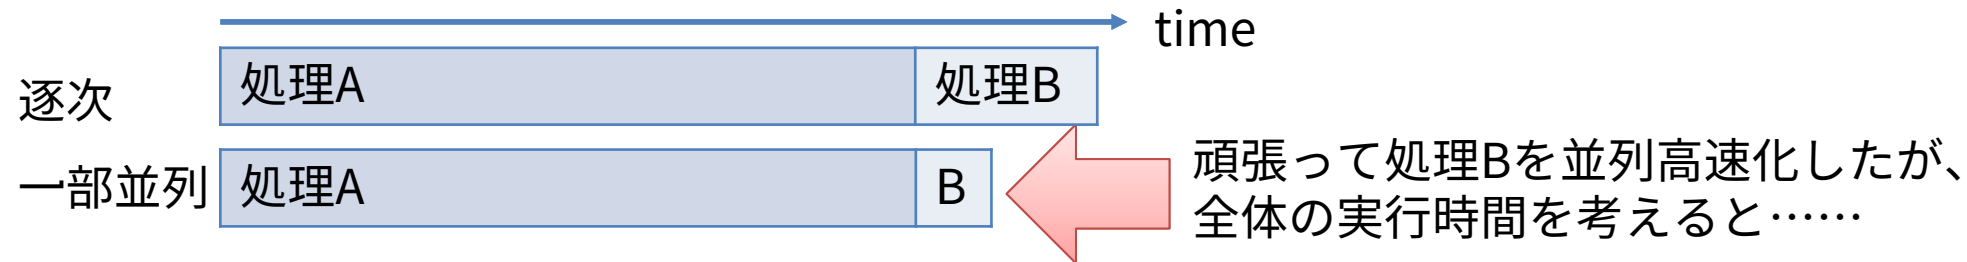 time
逐次
処理A
処理B
一部並列
処理A
B
頑張って処理Bを並列高速化したが、
全体の実行時間を考えると……